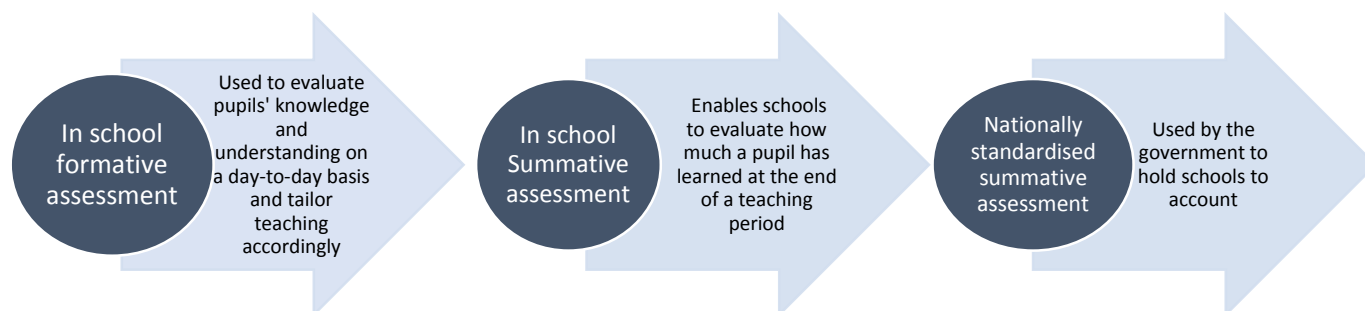 In school
formative
assessment
Used to evaluate
pupils' knowledge
and
understanding on
a day-to-day basis
and tailor
teaching
accordingly
In school
Summative
assessment
Enables schools
to evaluate how
much a pupil has
learned at the end
of a teaching
period
Nationally
standardised
summative
assessment
Used by the
government to
hold schools to
account